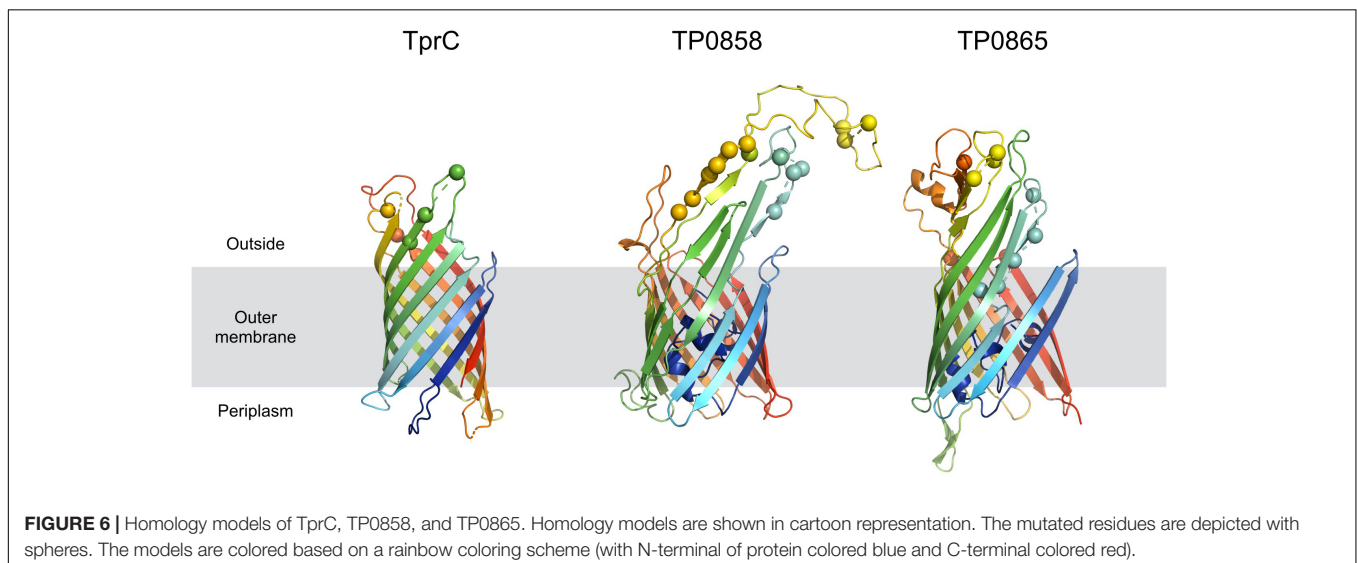 TprC TP0858 TP0865
Outside
Outer
membrane
Periplasm
FIGURE 6 | Homology models of TprC, TP0858, and TP0865. Homology models are shown in cartoon representation. The mutated residues are depicted with
spheres. The models are colored based on a rainbow coloring scheme (with N-terminal of protein colored blue and C-terminal colored red).